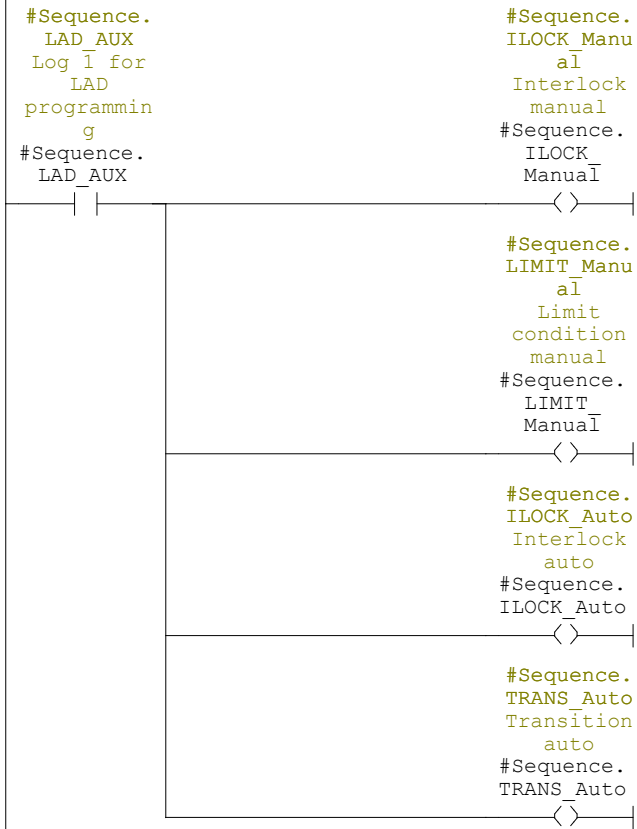 #Sequence.
LAD_AUX
Log 1 for
LAD
programmin
g
#Sequence.
LAD_AUX
#Sequence.
ILOCK_Manu
al
Interlock
manual
#Sequence.
ILOCK_
Manual
#Sequence.
LIMIT_Manu
al
Limit
condition
manual
#Sequence.
LIMIT_
Manual
#Sequence.
ILOCK_Auto
Interlock
auto
#Sequence.
ILOCK_Auto
#Sequence.
TRANS_Auto
Transition
auto
#Sequence.
TRANS_Auto